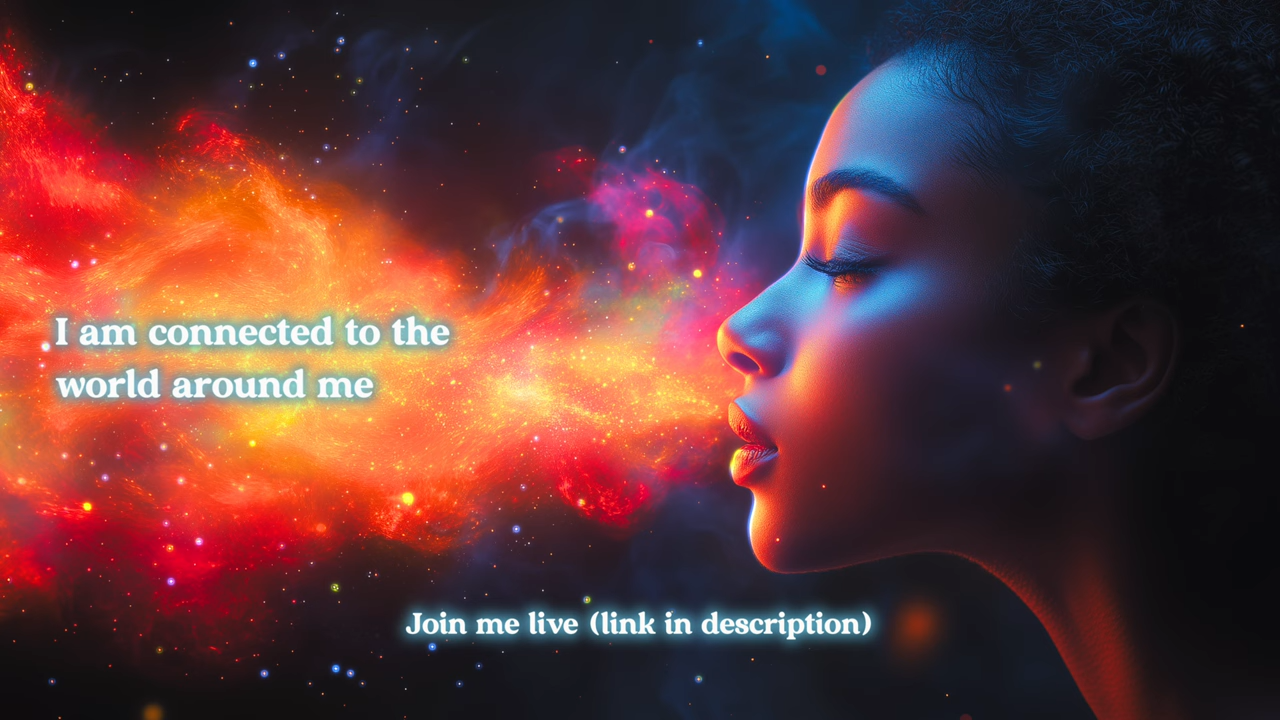 I am connected to the
world around me
Join me live (link in description)